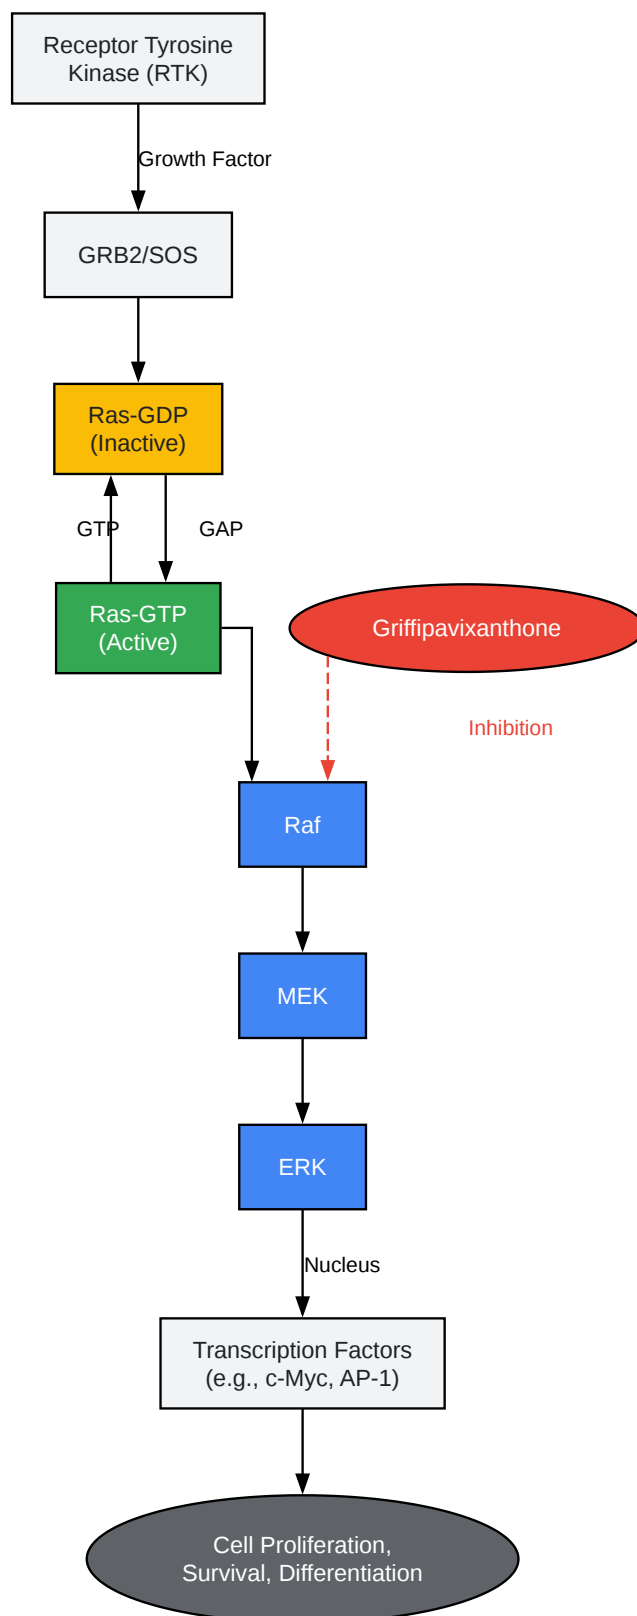 Receptor Tyrosine
Kinase (RTK)
Growth Factor
GRB2/SOS
Ras-GDP
(Inactive)
GTP
GAP
Ras-GTP
(Active)
Griffipavixanthone
Inhibition
Raf
MEK
ERK
Nucleus
Transcription Factors
(e.g., c-Myc, AP-1)
Cell Proliferation,
Survival, Differentiation